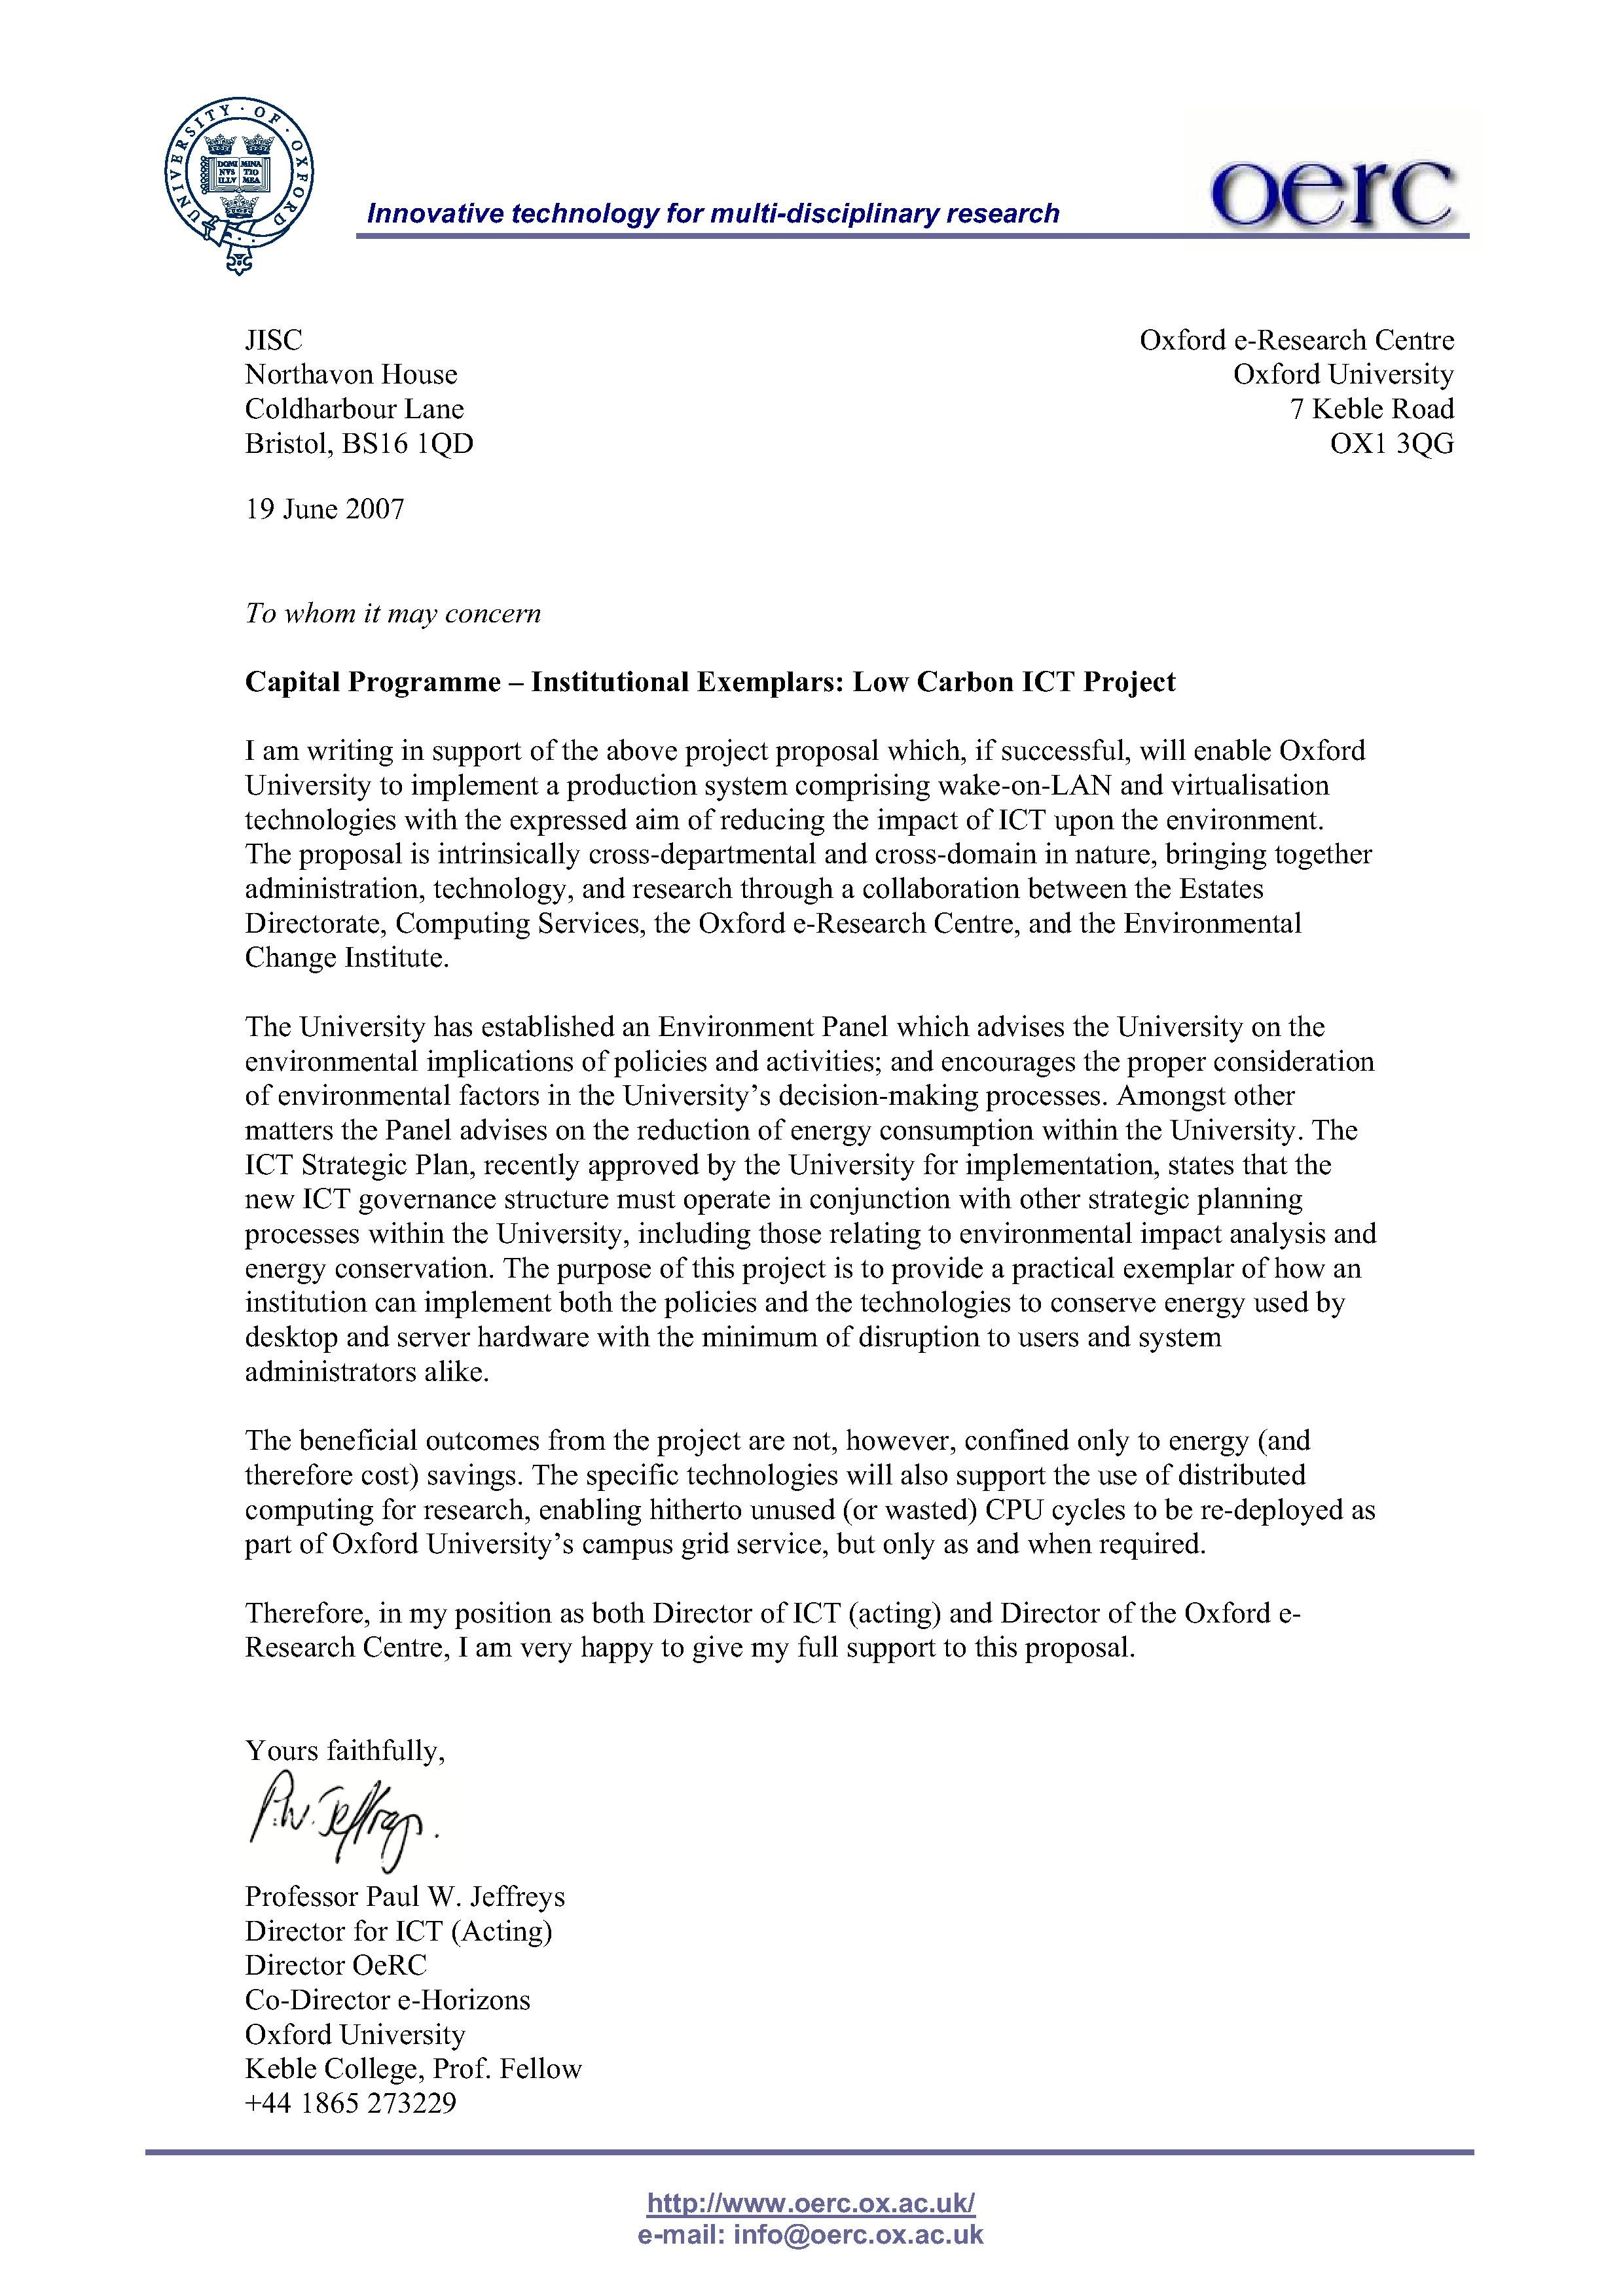 UNIVERSITY · OF · OXFORD
DOMI MINA
NVS TIO
ILLV MEA
Innovative technology for multi-disciplinary research
oerc
JISC
Northavon House
Coldharbour Lane
Bristol, BS16 1QD
Oxford e-Research Centre
Oxford University
7 Keble Road
OX1 3QG
19 June 2007
To whom it may concern
Capital Programme – Institutional Exemplars: Low Carbon ICT Project
I am writing in support of the above project proposal which, if successful, will enable Oxford
University to implement a production system comprising wake-on-LAN and virtualisation
technologies with the expressed aim of reducing the impact of ICT upon the environment.
The proposal is intrinsically cross-departmental and cross-domain in nature, bringing together
administration, technology, and research through a collaboration between the Estates
Directorate, Computing Services, the Oxford e-Research Centre, and the Environmental
Change Institute.
The University has established an Environment Panel which advises the University on the
environmental implications of policies and activities; and encourages the proper consideration
of environmental factors in the University’s decision-making processes. Amongst other
matters the Panel advises on the reduction of energy consumption within the University. The
ICT Strategic Plan, recently approved by the University for implementation, states that the
new ICT governance structure must operate in conjunction with other strategic planning
processes within the University, including those relating to environmental impact analysis and
energy conservation. The purpose of this project is to provide a practical exemplar of how an
institution can implement both the policies and the technologies to conserve energy used by
desktop and server hardware with the minimum of disruption to users and system
administrators alike.
The beneficial outcomes from the project are not, however, confined only to energy (and
therefore cost) savings. The specific technologies will also support the use of distributed
computing for research, enabling hitherto unused (or wasted) CPU cycles to be re-deployed as
part of Oxford University’s campus grid service, but only as and when required.
Therefore, in my position as both Director of ICT (acting) and Director of the Oxford e-
Research Centre, I am very happy to give my full support to this proposal.
Yours faithfully,
P.W. Jeffreys.
Professor Paul W. Jeffreys
Director for ICT (Acting)
Director OeRC
Co-Director e-Horizons
Oxford University
Keble College, Prof. Fellow
+44 1865 273229
http://www.oerc.ox.ac.uk/
e-mail: info@oerc.ox.ac.uk